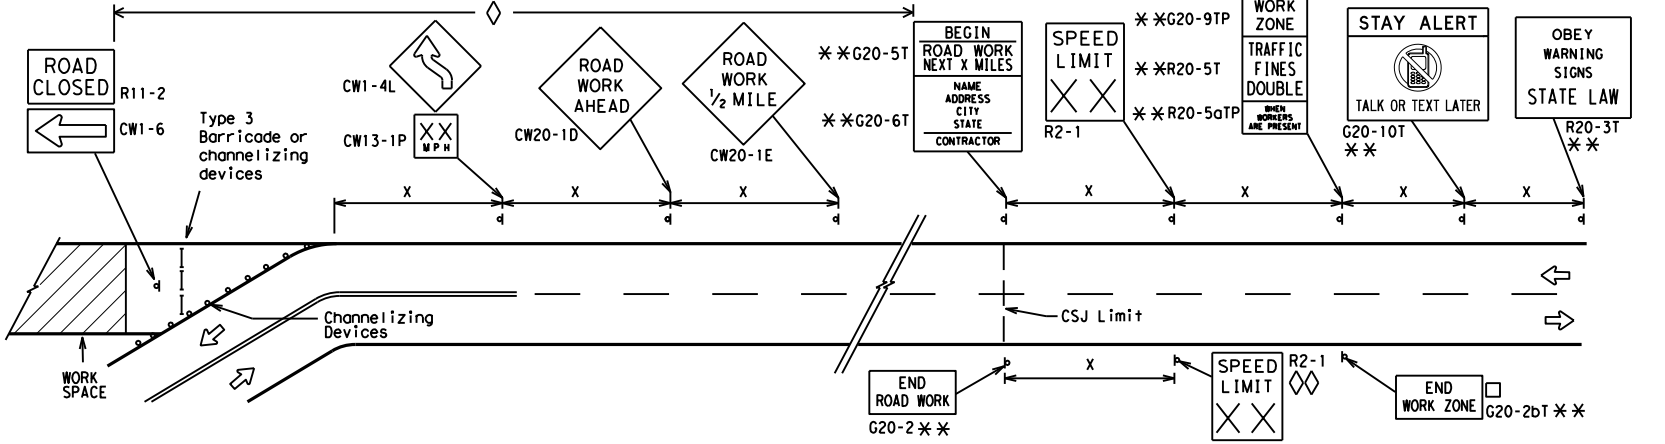 ROAD
CLOSED
R11-2
CW1-6
Type 3
Barricade or
channelizing
devices
CW1-4L
XX
MPH
CW13-1P
ROAD
WORK
AHEAD
CW20-1D
ROAD
WORK
1/2 MILE
CW20-1E
**G20-5T
**G20-6T
BEGIN
ROAD WORK
NEXT X MILES
NAME
ADDRESS
CITY
STATE
CONTRACTOR
SPEED
LIMIT
XX
R2-1
**G20-9TP
**R20-5T
**R20-5aTP
WORK
ZONE
TRAFFIC
FINES
DOUBLE
WHEN
WORKERS
ARE PRESENT
STAY ALERT
TALK OR TEXT LATER
G20-10T
**
OBEY
WARNING
SIGNS
STATE LAW
R20-3T
**
X
X
X
X
X
X
X
Channelizing
Devices
CSJ Limit
WORK
SPACE
X
END
ROAD WORK
G20-2 **
SPEED
LIMIT
XX
R2-1
END
WORK ZONE
G20-2bT **